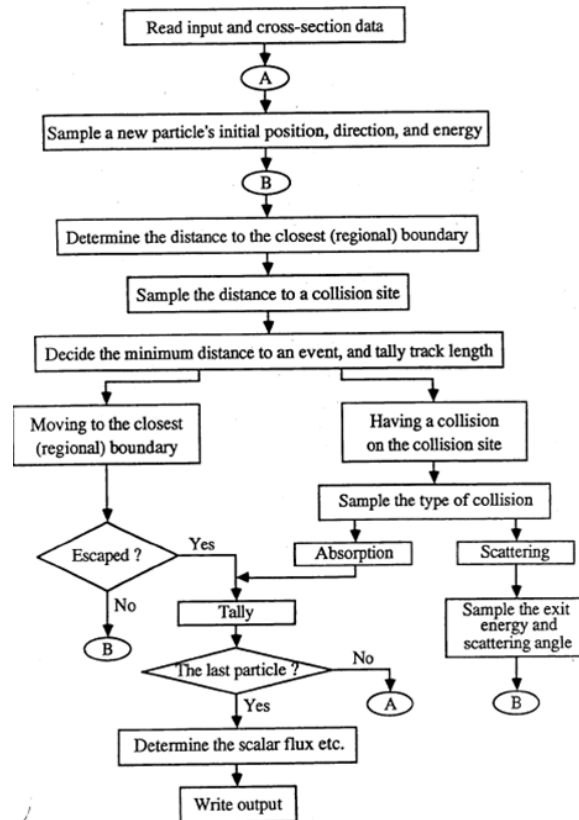 Read input and cross-section data
A
Sample a new particle's initial position, direction, and energy
B
Determine the distance to the closest (regional) boundary
Sample the distance to a collision site
Decide the minimum distance to an event, and tally track length
Moving to the closest
(regional) boundary
Having a collision
on the collision site
Sample the type of collision
Escaped ?
Yes
Absorption
Scattering
No
B
Tally
Sample the exit
energy and
scattering angle
The last particle ?
No
A
B
Yes
Determine the scalar flux etc.
Write output